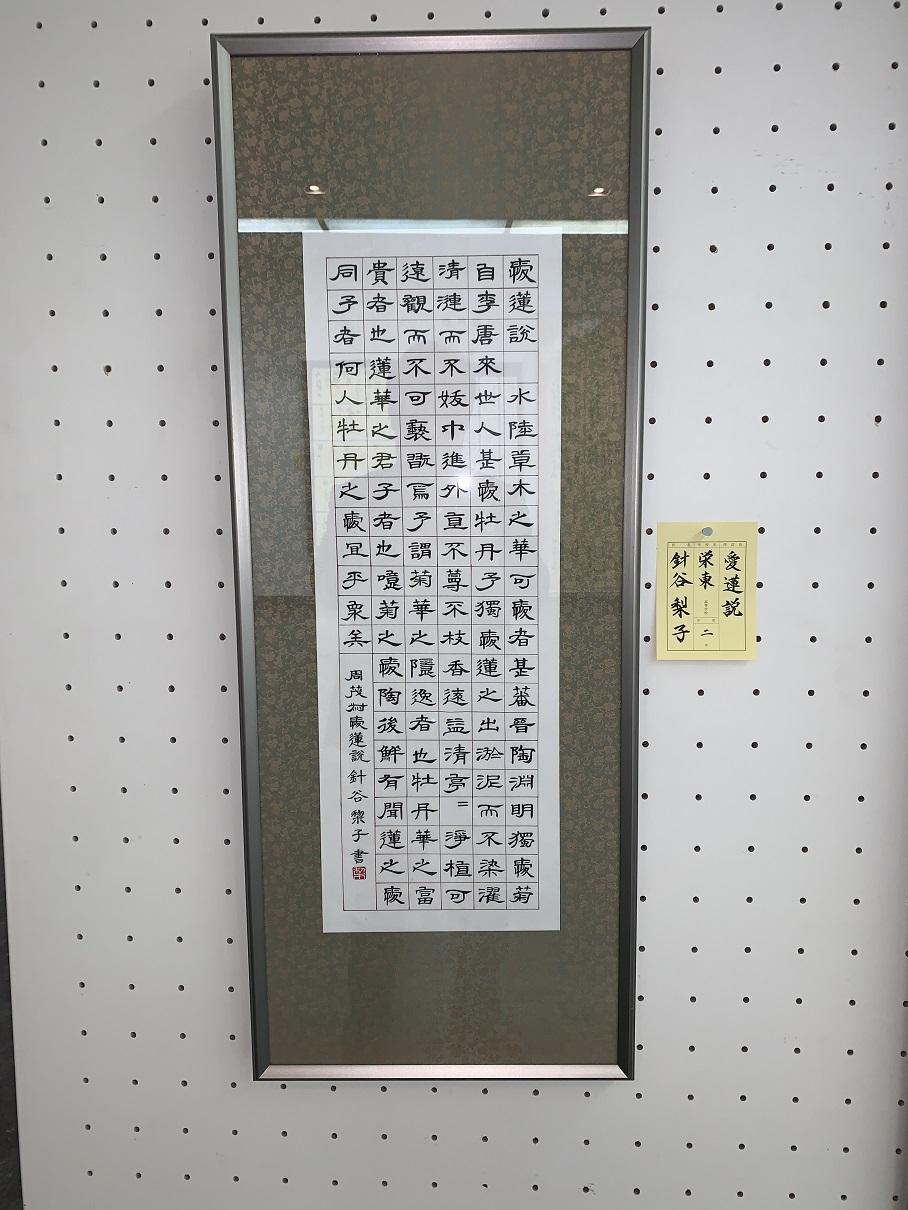 愛蓮説 水陸草木之華可愛者甚蕃晉陶淵明獨愛菊
自李唐來世人甚愛牡丹予獨愛蓮之出淤泥而不染濯
清漣而不妖中通外直不蔓不枝香遠益清亭=淨植可
遠觀而不可褻翫焉予謂菊華之隱逸者也牡丹華之富
貴者也蓮華之君子者也噫菊之愛陶後鮮有聞蓮之愛
同予者何人牡丹之愛宜乎衆矣
周茂叔愛蓮説 針谷梨子書
愛蓮説
栄東 二
針谷 梨子